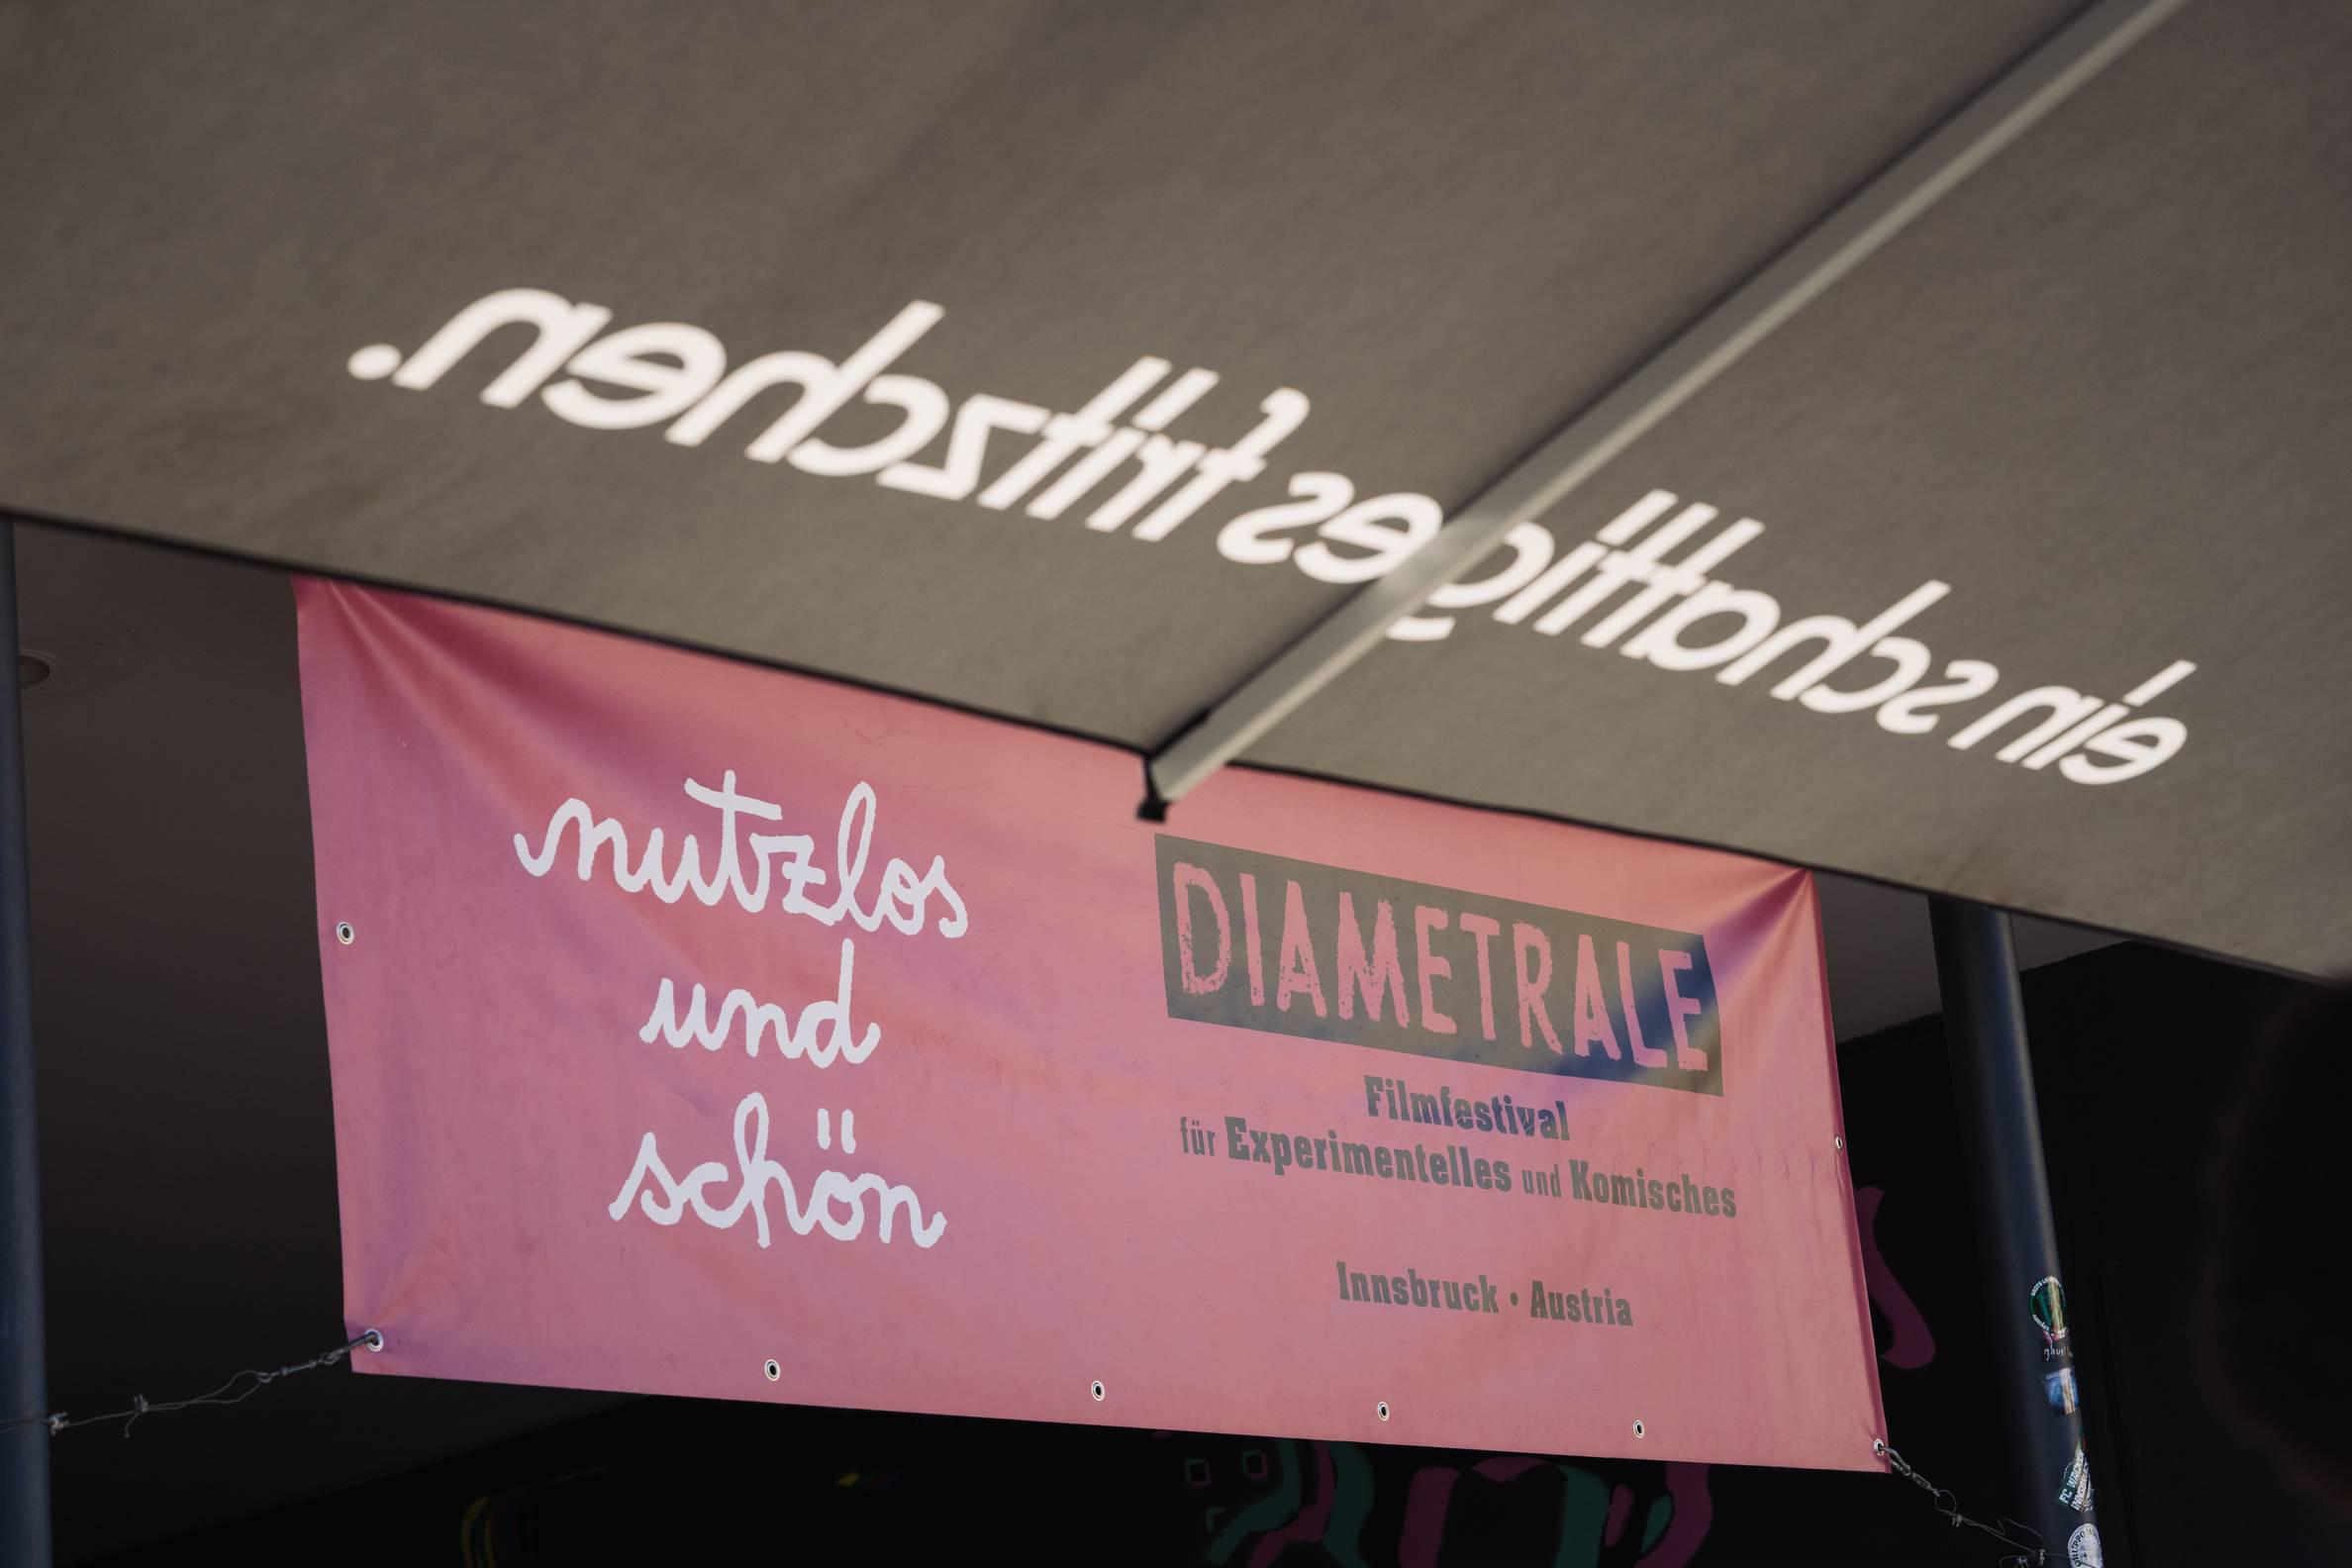 ein schattiges fritzchen.
nutzlos
und
schön
DIAMETRALE
Filmfestival
für Experimentelles und Komisches
Innsbruck • Austria